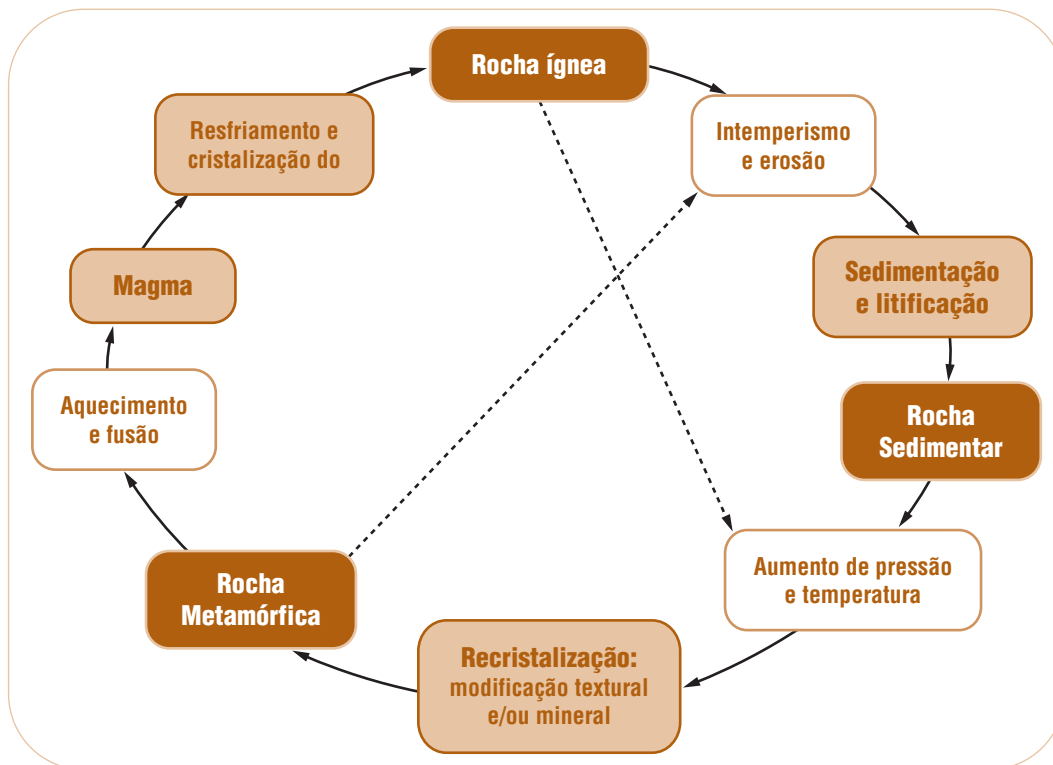 Rocha ígnea
Intemperismo
e erosão
Sedimentação
e litificação
Rocha
Sedimentar
Aumento de pressão
e temperatura
Recristalização:
modificação textural
e/ou mineral
Rocha
Metamórfica
Aquecimento
e fusão
Magma
Resfriamento e
cristalização do